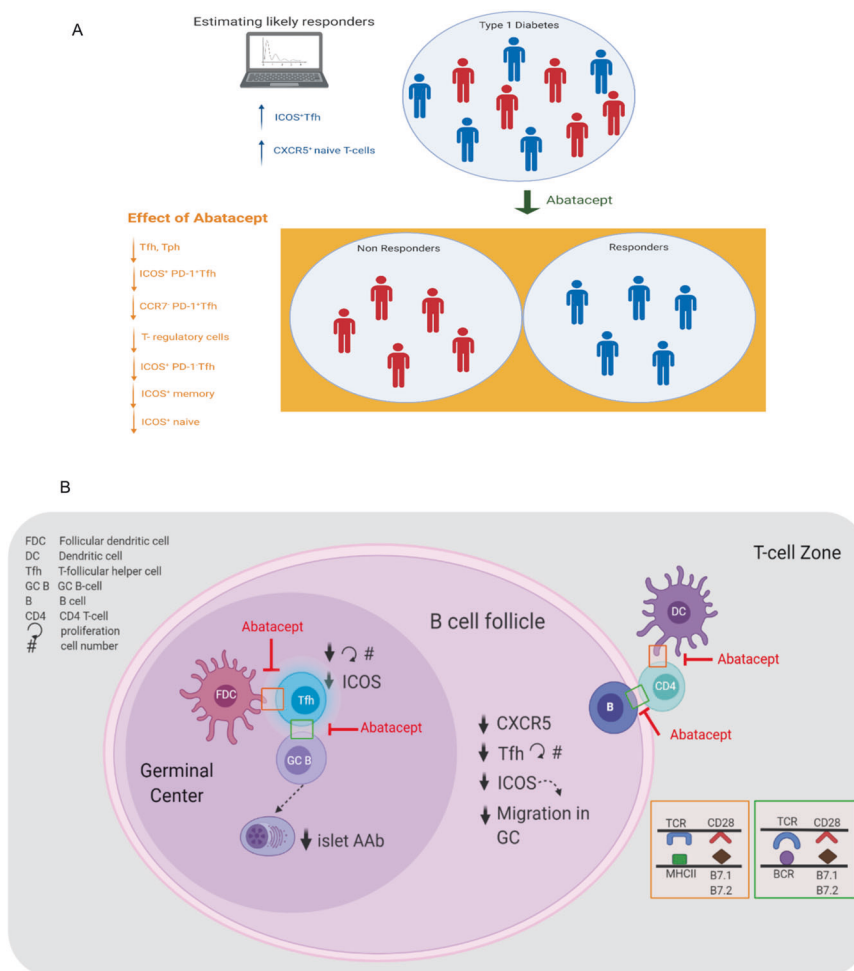 A
Estimating likely responders
Type 1 Diabetes
ICOS⁺Tfh
CXCR5⁺ naive T-cells
Abatacept
Effect of Abatacept
Tfh, Tph
ICOS⁺ PD-1⁺Tfh
CCR7⁻ PD-1⁺Tfh
T- regulatory cells
ICOS⁺ PD-1⁻Tfh
ICOS⁺ memory
ICOS⁺ naive
Non Responders
Responders
B
FDC Follicular dendritic cell
DC Dendritic cell
Tfh T-follicular helper cell
GC B GC B-cell
B B cell
CD4 CD4 T-cell
proliferation
# cell number
T-cell Zone
B cell follicle
DC
Abatacept
CD4
B
Abatacept
Abatacept
#
ICOS
FDC
Tfh
Abatacept
GC B
Germinal
Center
islet AAb
CXCR5
Tfh #
ICOS
Migration in
GC
TCR CD28
MHCII B7.1
B7.2
TCR CD28
BCR B7.1
B7.2